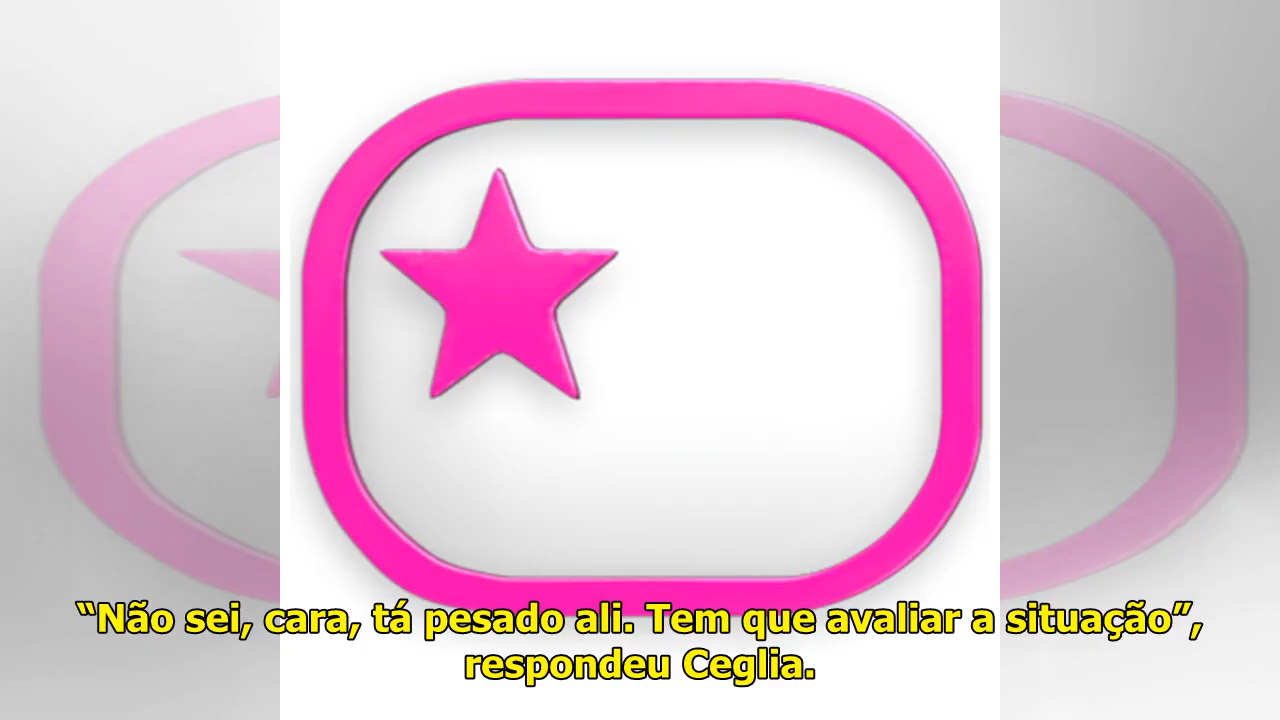 “Não sei, cara, tá pesado ali. Tem que avaliar a situação”,
respondeu Ceglia.